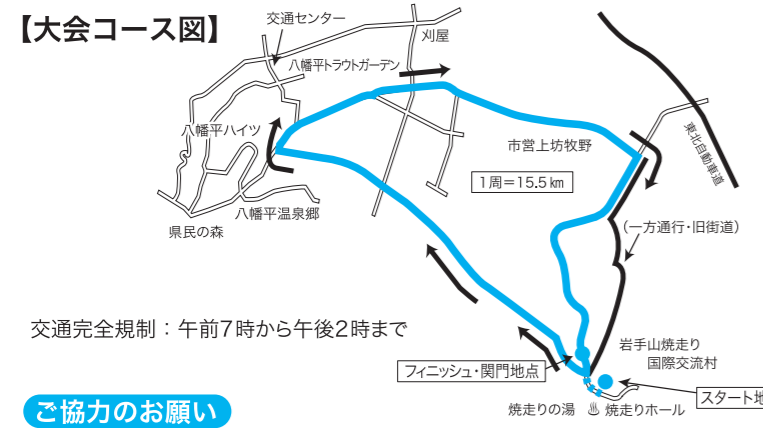 【大会コース図】
交通センター
刈屋
八幡平トラウトガーデン
八幡平ハイツ
市営上坊牧野
東北自動車道
1周=15.5km
八幡平温泉郷
県民の森
(一方通行・旧街道)
交通完全規制:午前7時から午後2時まで
岩手山焼走り
国際交流村
フィニッシュ・関門地点
スタート地
焼走りの湯 ♨ 焼走りホール
ご協力のお願い